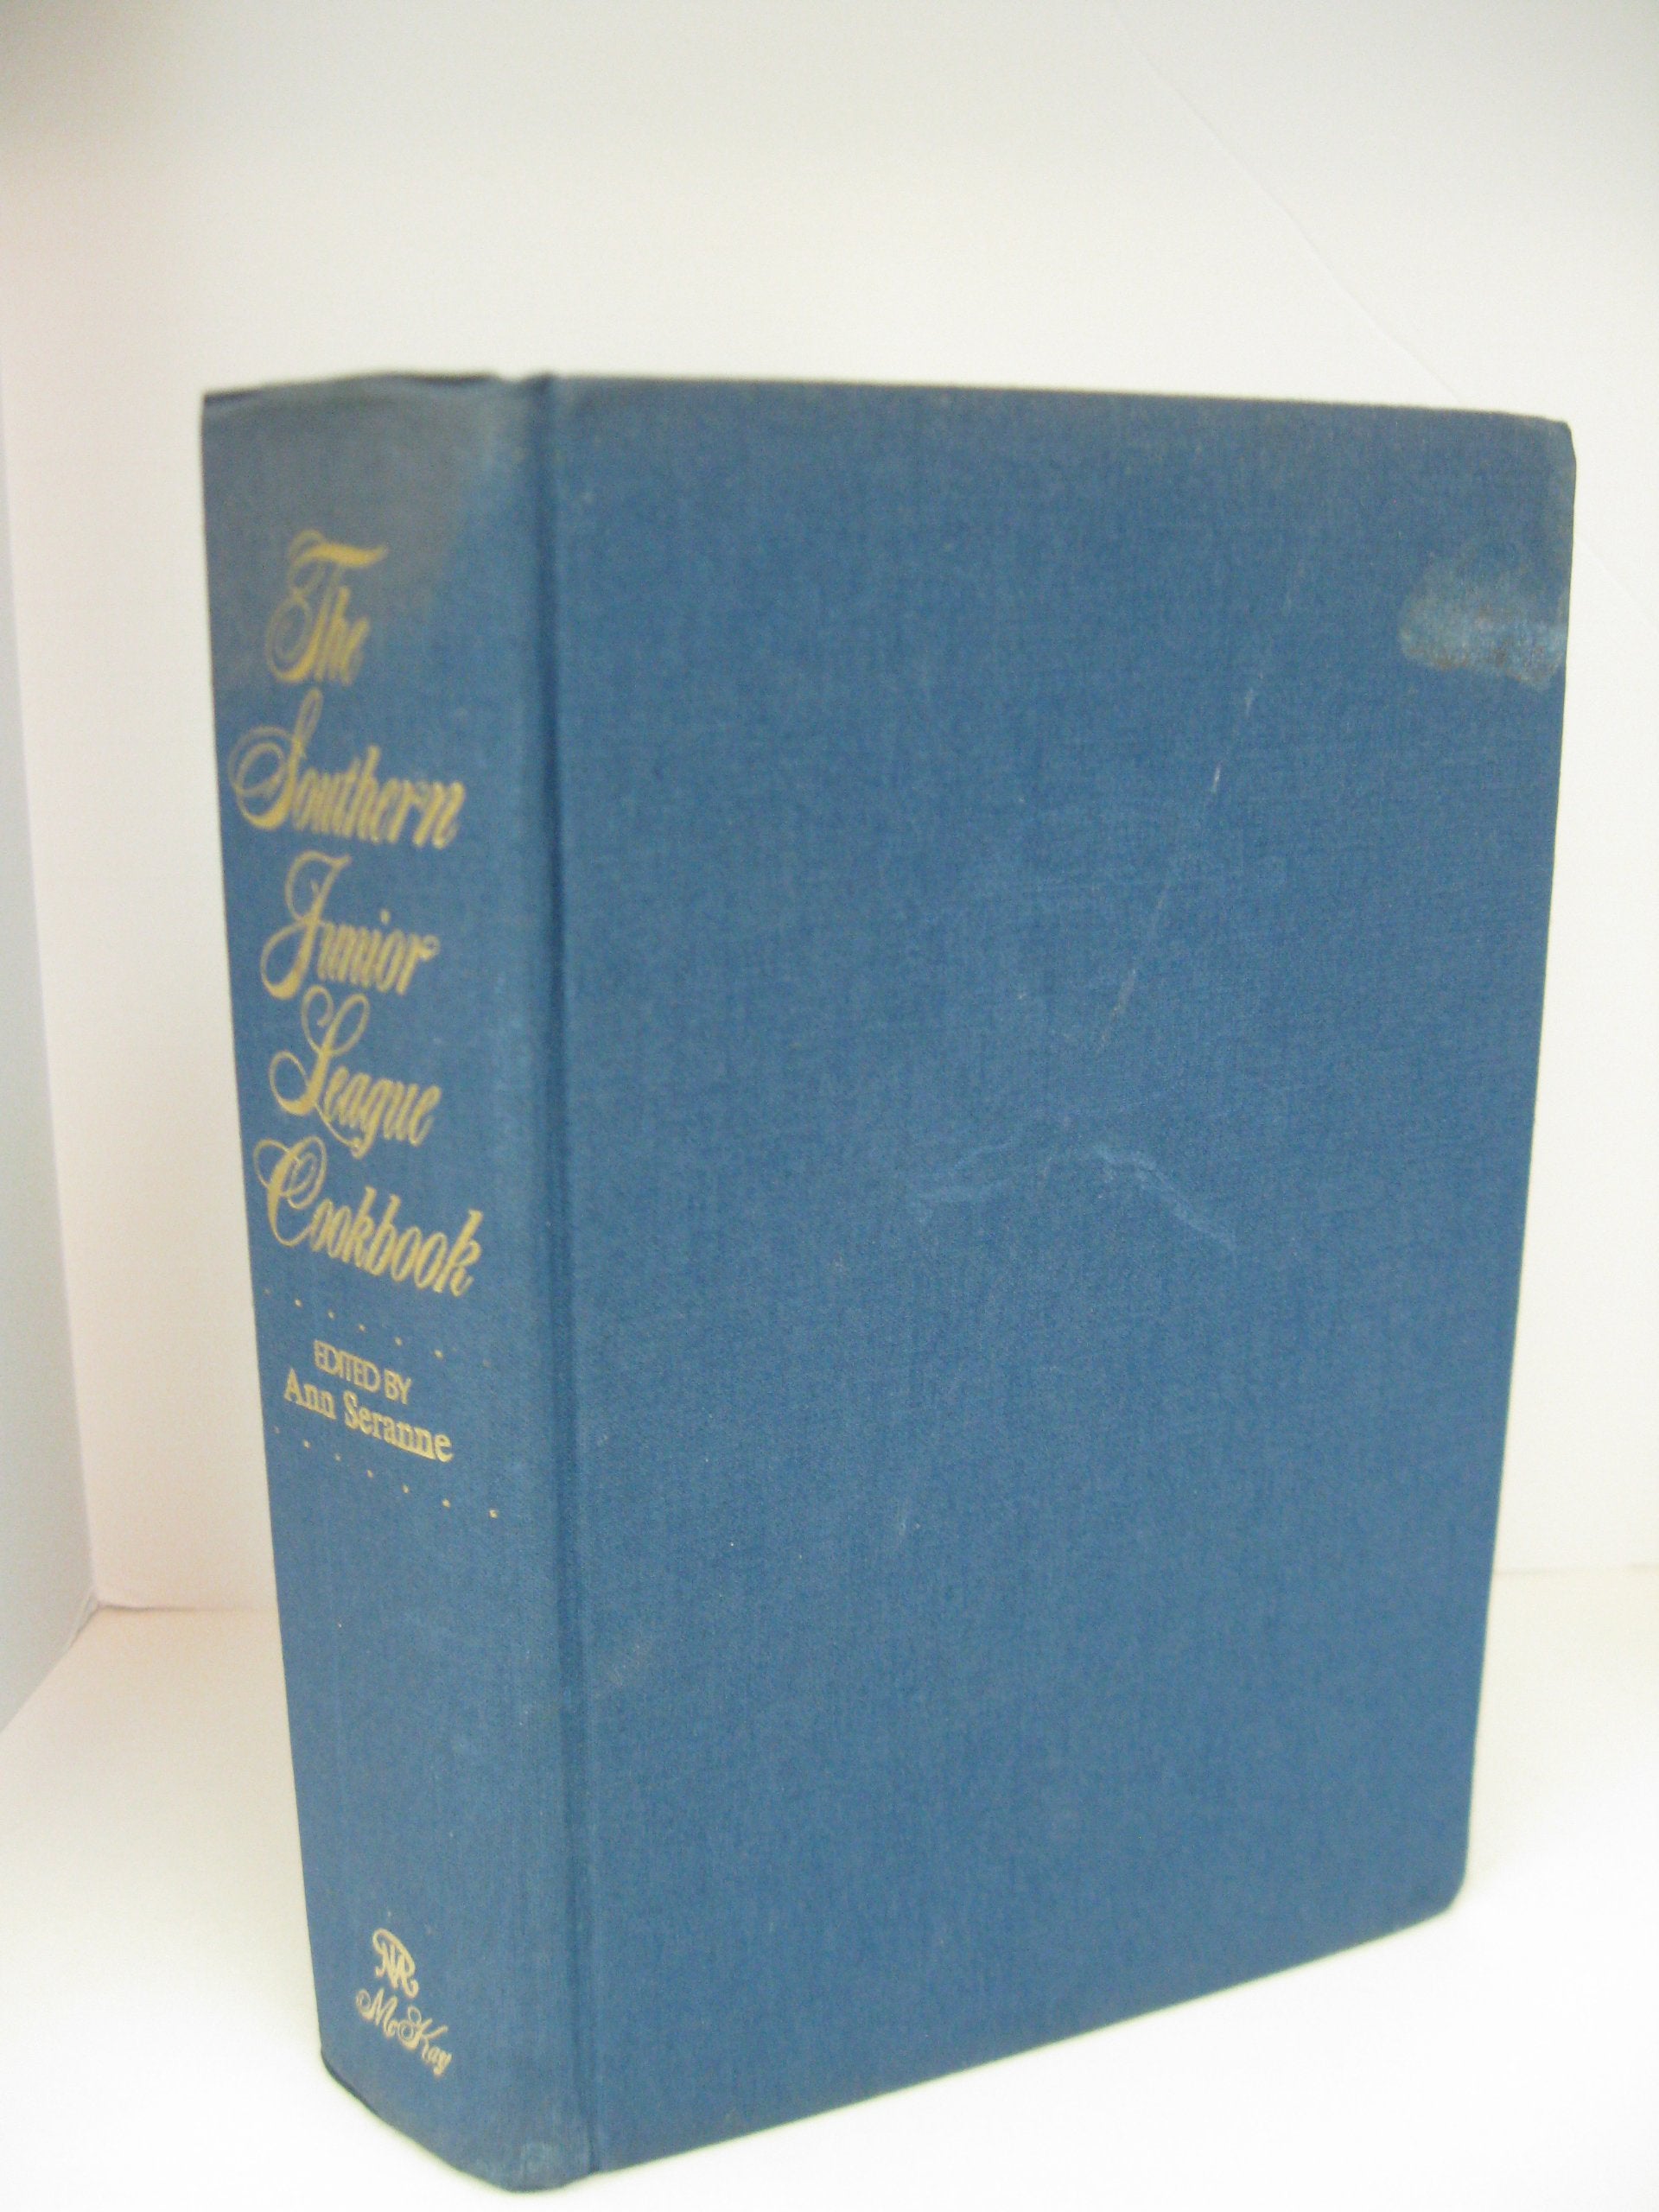 The
Southern
Junior
League
Cookbook
EDITED BY
Ann Seranne
McKay